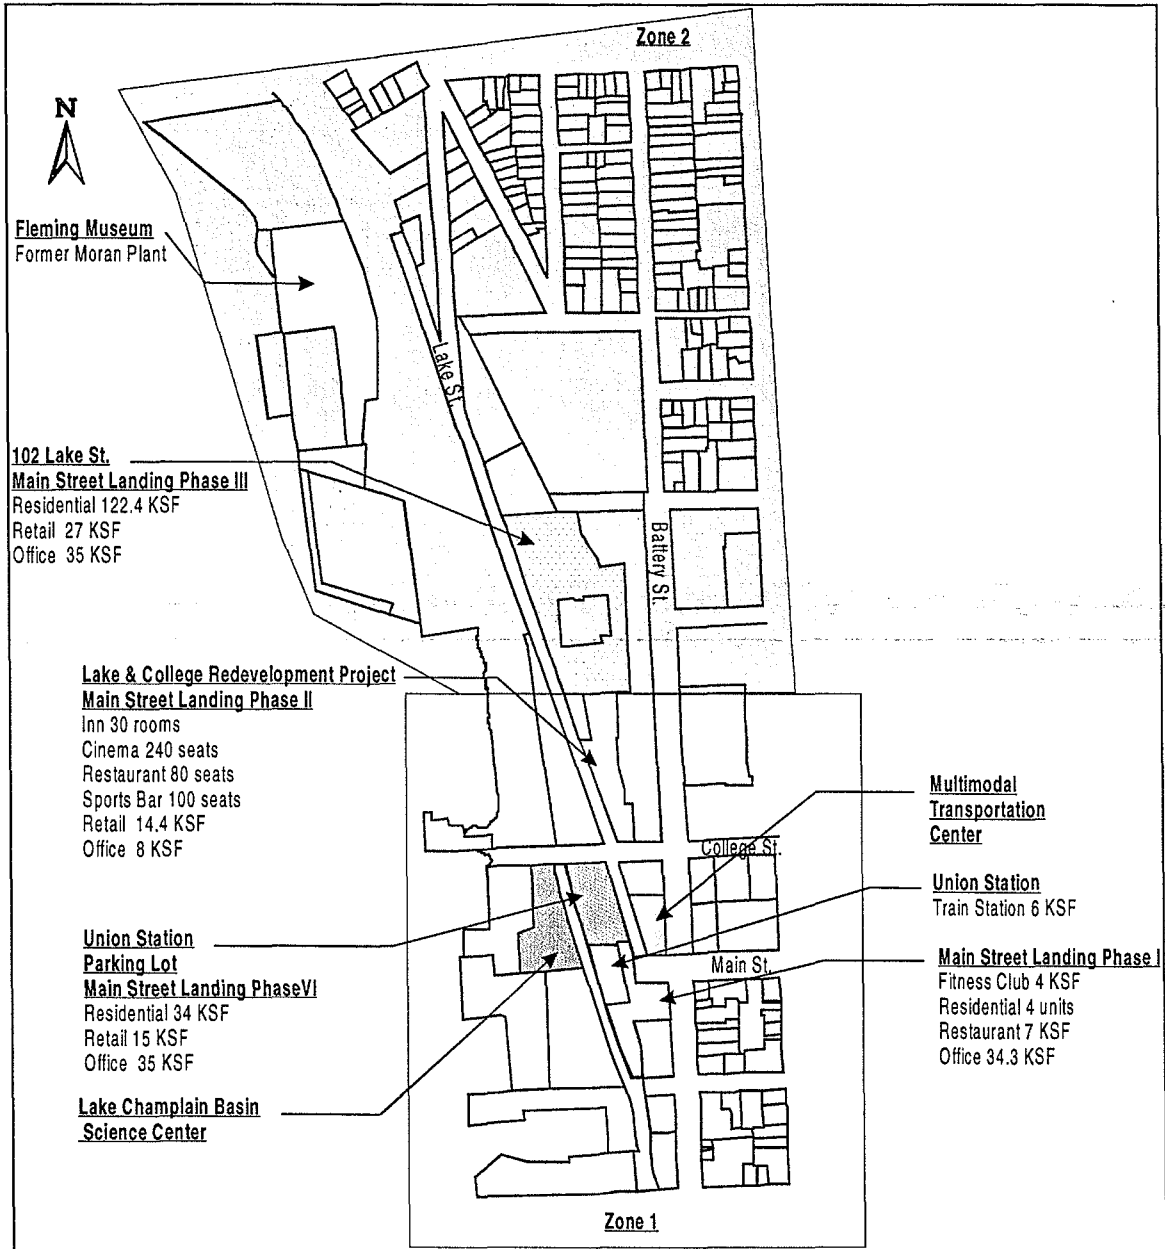 Zone 2
N
Fleming Museum
Former Moran Plant
Lake St.
102 Lake St.
Main Street Landing Phase III
Residential 122.4 KSF
Retail 27 KSF
Office 35 KSF
Battery St.
Lake & College Redevelopment Project
Main Street Landing Phase II
Inn 30 rooms
Cinema 240 seats
Restaurant 80 seats
Sports Bar 100 seats
Retail 14.4 KSF
Office 8 KSF
Multimodal
Transportation
Center
College St.
Union Station
Train Station 6 KSF
Union Station
Parking Lot
Main Street Landing PhaseVI
Residential 34 KSF
Retail 15 KSF
Office 35 KSF
Main St.
Main Street Landing Phase I
Fitness Club 4 KSF
Residential 4 units
Restaurant 7 KSF
Office 34.3 KSF
Lake Champlain Basin
Science Center
Zone 1